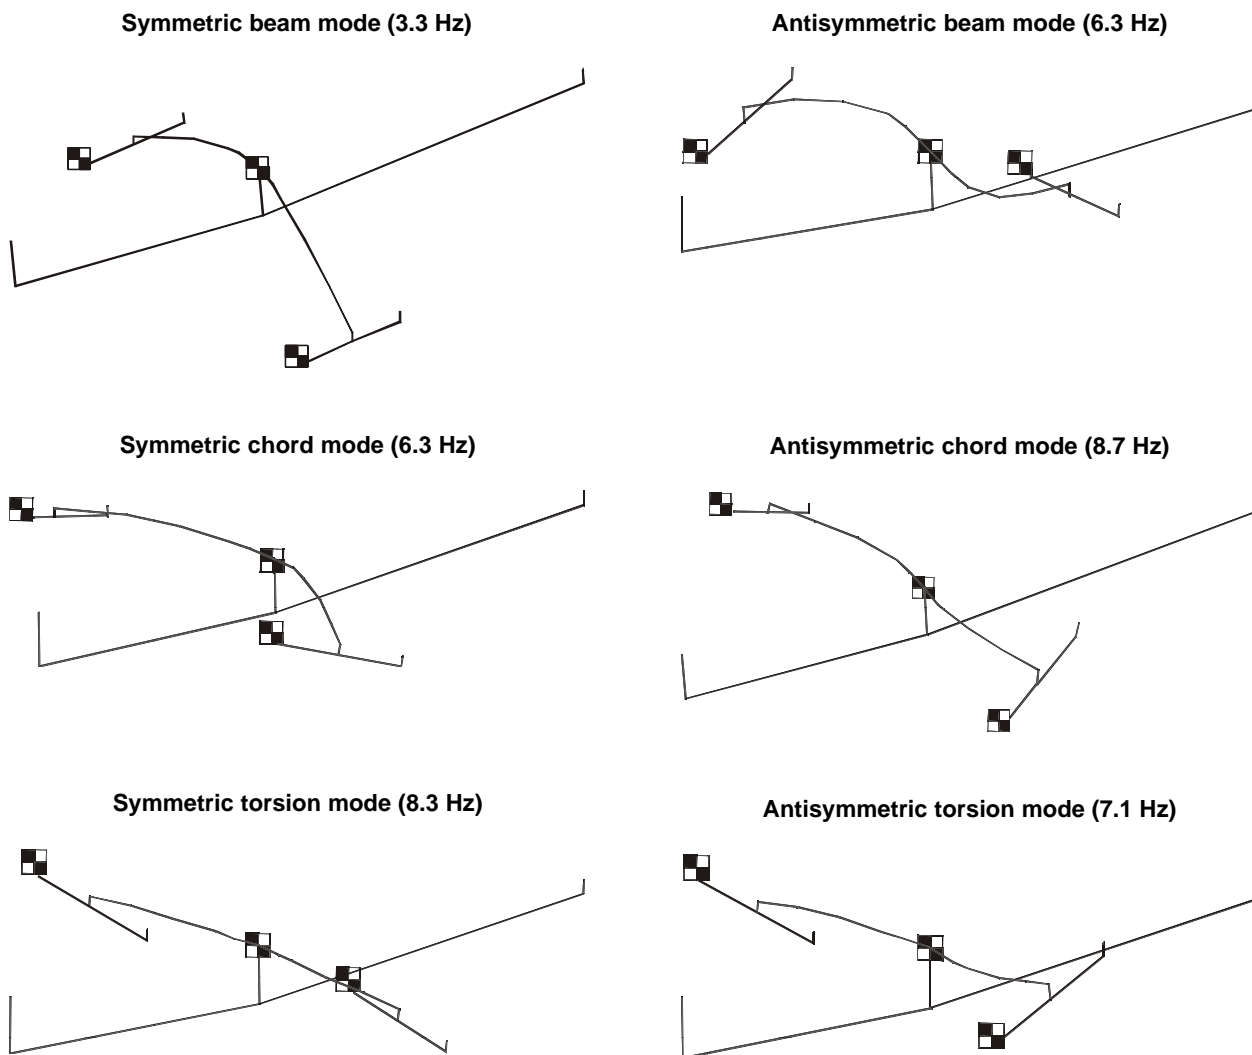 Symmetric beam mode (3.3 Hz)
Antisymmetric beam mode (6.3 Hz)
Symmetric chord mode (6.3 Hz)
Antisymmetric chord mode (8.7 Hz)
Symmetric torsion mode (8.3 Hz)
Antisymmetric torsion mode (7.1 Hz)